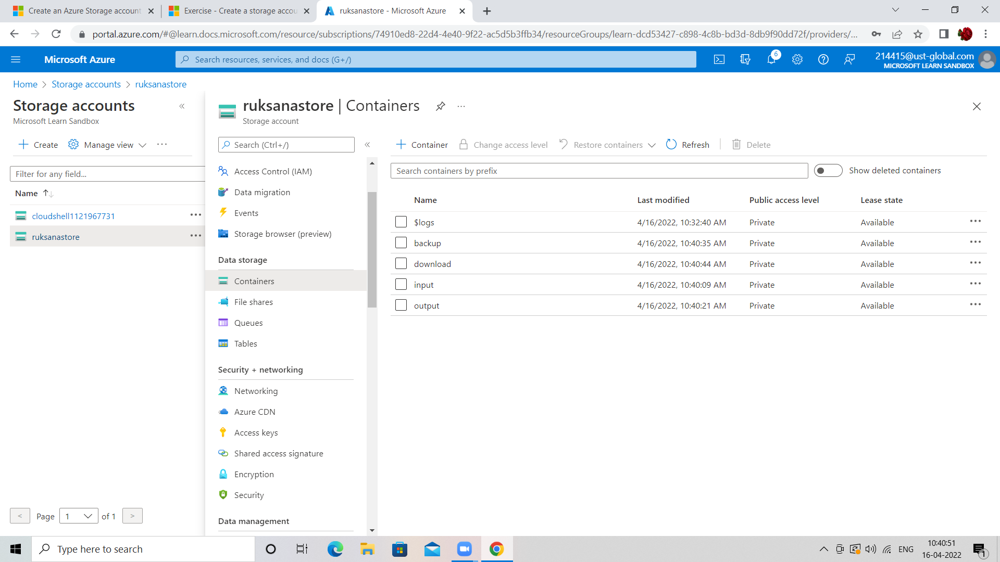 Create an Azure Storage account
Exercise - Create a storage accou
ruksanastore - Microsoft Azure
portal.azure.com/#@learn.docs.microsoft.com/resource/subscriptions/74910ed8-22d4-4e40-9f22-ac5d5b3ffb34/resourceGroups/learn-dcd53427-c898-4c8b-bd3d-8db9f90dd72f/providers/...
Microsoft Azure
Search resources, services, and docs (G+/)
6
214415@ust-global.com
MICROSOFT LEARN SANDBOX
Home > Storage accounts > ruksanastore
Storage accounts
Microsoft Learn Sandbox
+ Create
Manage view
...
Filter for any field...
Name
cloudshell1121967731
ruksanastore
< Page 1 of 1 >
ruksanastore | Containers
...
Storage account
Search (Ctrl+/)
Access Control (IAM)
Data migration
Events
Storage browser (preview)
Data storage
Containers
File shares
Queues
Tables
Security + networking
Networking
Azure CDN
Access keys
Shared access signature
Encryption
Security
Data management
+ Container
Change access level
Restore containers
Refresh
Delete
Search containers by prefix
Show deleted containers
Name Last modified Public access level Lease state
$logs 4/16/2022, 10:32:40 AM Private Available
backup 4/16/2022, 10:40:35 AM Private Available
download 4/16/2022, 10:40:44 AM Private Available
input 4/16/2022, 10:40:09 AM Private Available
output 4/16/2022, 10:40:21 AM Private Available
Type here to search
ENG
10:40:51
16-04-2022
1